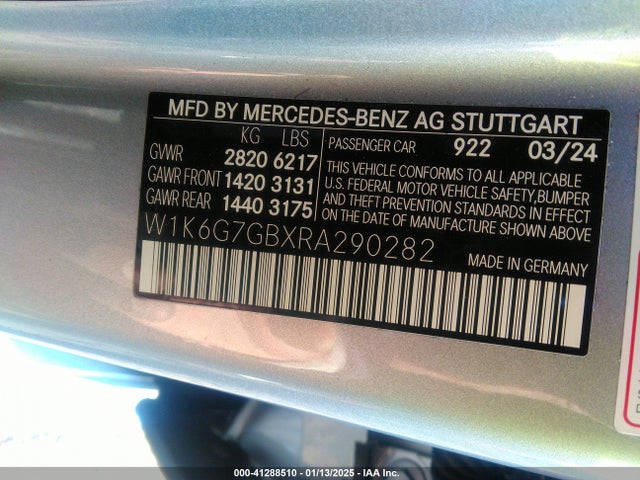 MFD BY MERCEDES-BENZ AG STUTTGART
KG LBS
GVWR 2820 6217
GAWR FRONT 1420 3131
GAWR REAR 1440 3175
PASSENGER CAR 922 03/24
THIS VEHICLE CONFORMS TO ALL APPLICABLE
U.S. FEDERAL MOTOR VEHICLE SAFETY,BUMPER
AND THEFT PREVENTION STANDARDS IN EFFECT
ON DATE OF MANUFACTURE SHOWN ABOVE.
W1K6G7GBXRA290282
MADE IN GERMANY
000-41288510 - 01/13/2025 - IAA Inc.